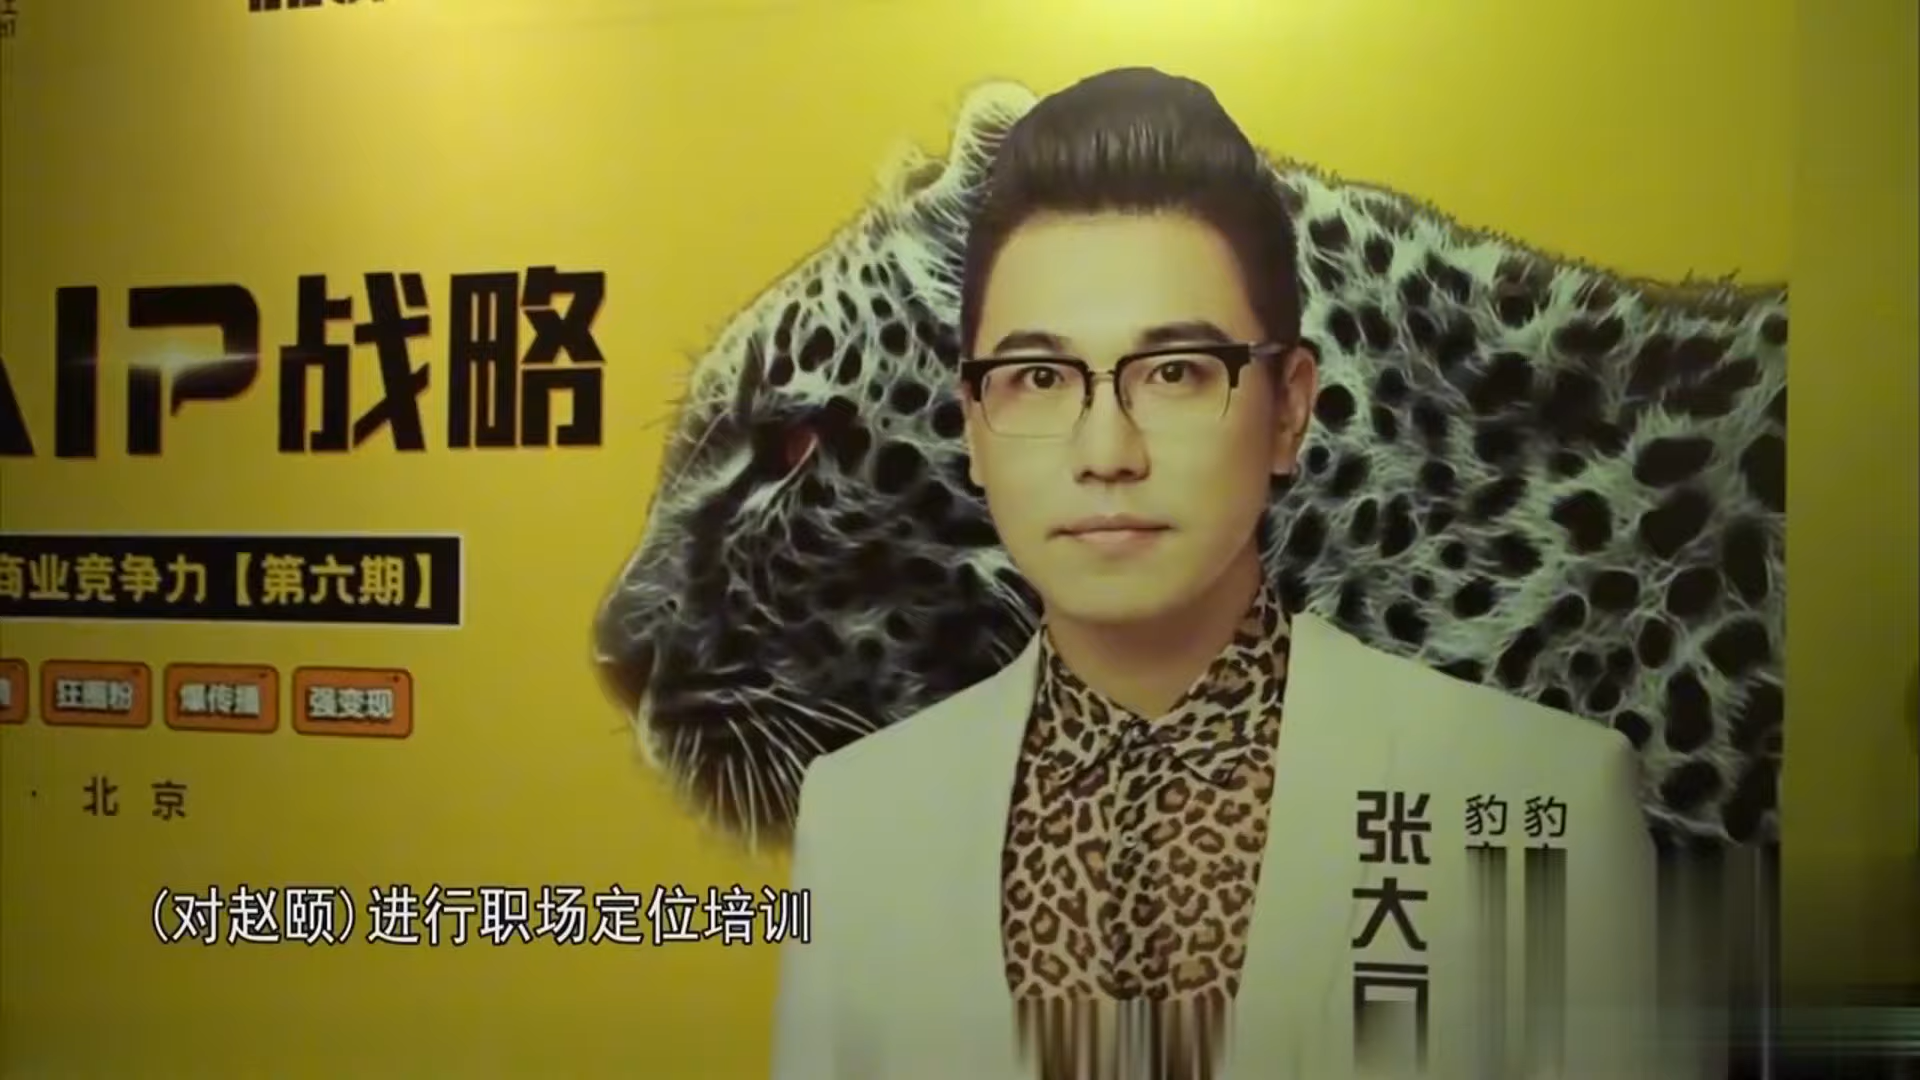 IP战略
商业竞争力【第六期】
狂圈粉
爆传播
强变现
· 北京
张大
豹
豹
(对赵颐)进行职场定位培训